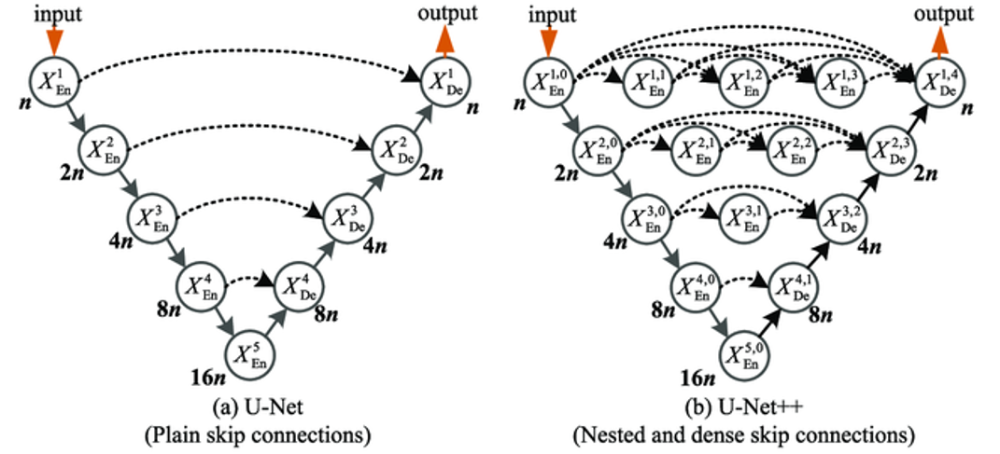 input
output
input
output
X^1_En
X^1_De
X^{1,0}_En
X^{1,1}_En
X^{1,2}_En
X^{1,3}_En
X^{1,4}_De
n
n
n
n
X^2_En
X^2_De
X^{2,0}_En
X^{2,1}_En
X^{2,2}_En
X^{2,3}_De
2n
2n
2n
2n
X^3_En
X^3_De
X^{3,0}_En
X^{3,1}_En
X^{3,2}_De
4n
4n
4n
4n
X^4_En
X^4_De
X^{4,0}_En
X^{4,1}_De
8n
8n
8n
8n
X^5_En
X^{5,0}_En
16n
16n
(a) U-Net
(Plain skip connections)
(b) U-Net++
(Nested and dense skip connections)